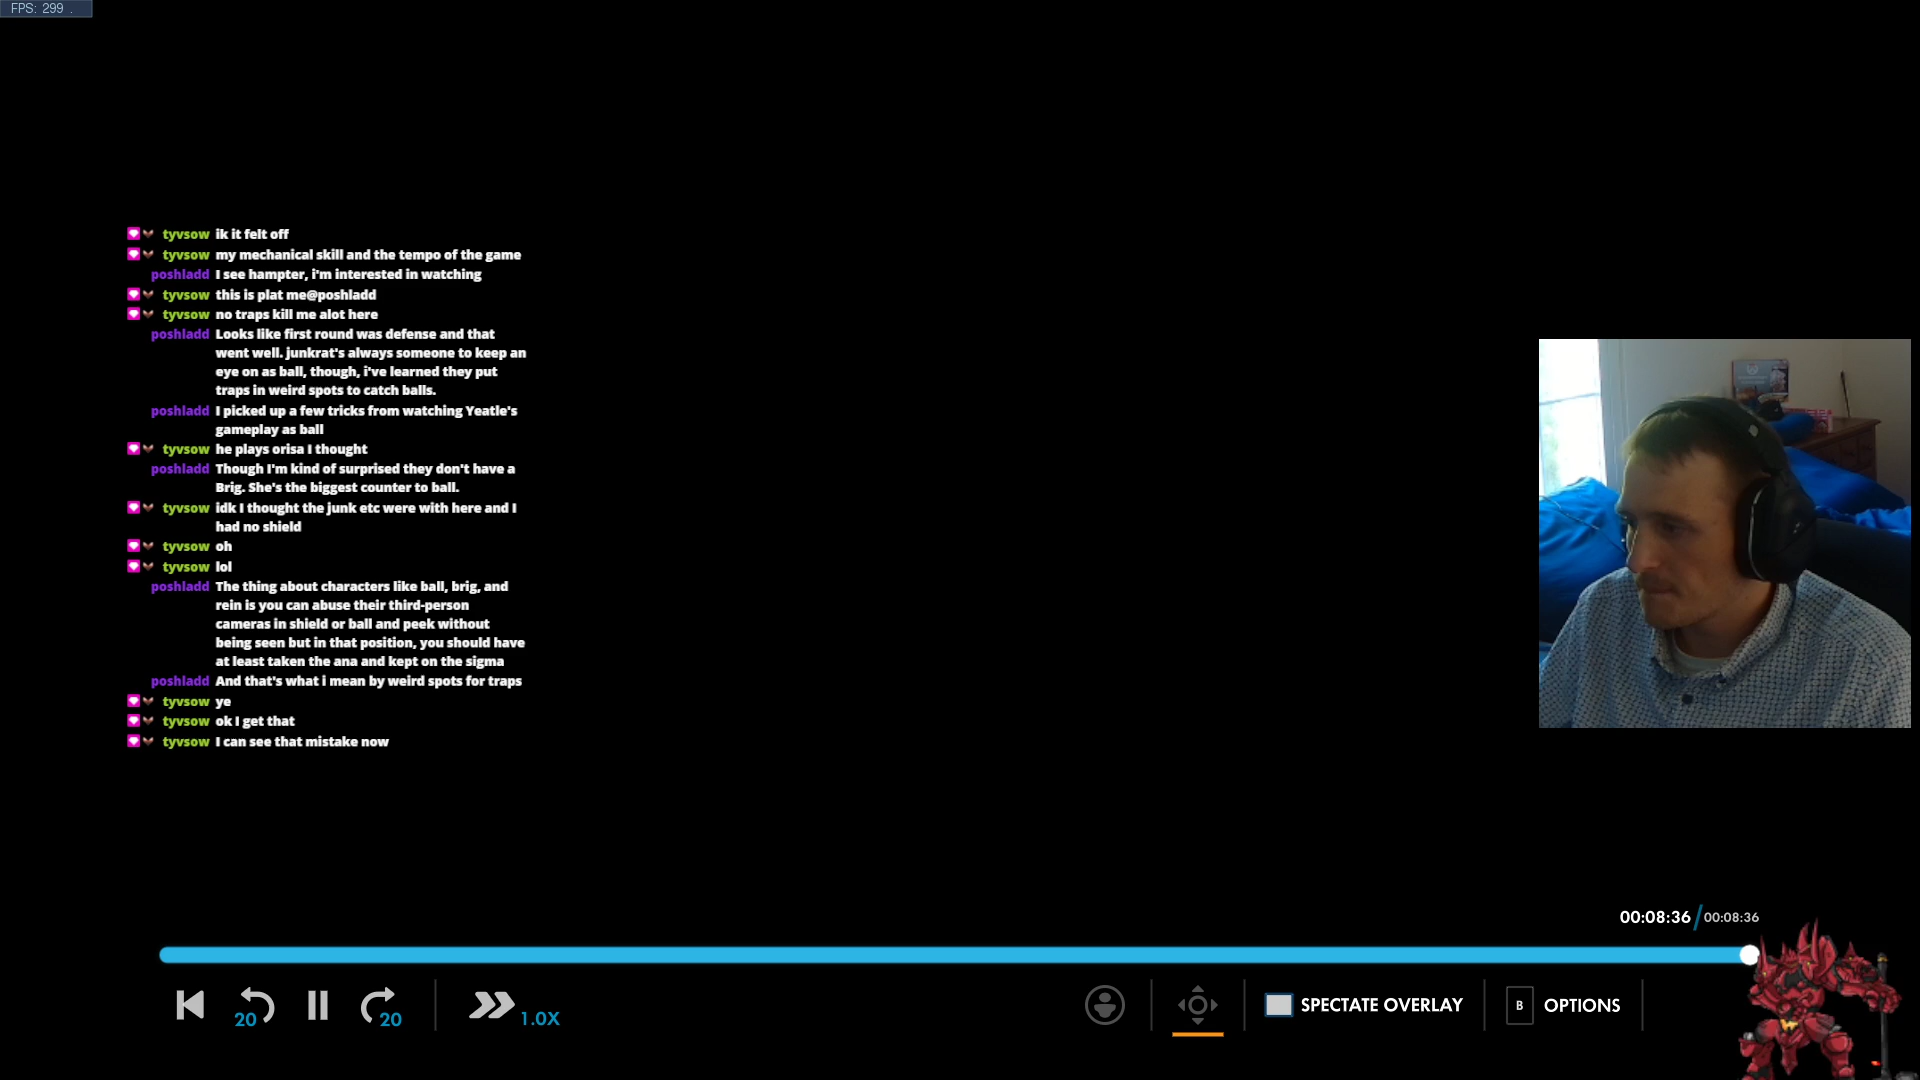 FPS: 299 .
tyvsow ik it felt off
tyvsow my mechanical skill and the tempo of the game
poshladd I see hampter, i'm interested in watching
tyvsow this is plat me@poshladd
tyvsow no traps kill me alot here
poshladd Looks like first round was defense and that
went well. junkrat's always someone to keep an
eye on as ball, though, i've learned they put
traps in weird spots to catch balls.
poshladd I picked up a few tricks from watching Yeatle's
gameplay as ball
tyvsow he plays orisa I thought
poshladd Though I'm kind of surprised they don't have a
Brig. She's the biggest counter to ball.
tyvsow idk I thought the junk etc were with here and I
had no shield
tyvsow oh
tyvsow lol
poshladd The thing about characters like ball, brig, and
rein is you can abuse their third-person
cameras in shield or ball and peek without
being seen but in that position, you should have
at least taken the ana and kept on the sigma
poshladd And that's what i mean by weird spots for traps
tyvsow ye
tyvsow ok I get that
tyvsow I can see that mistake now
00:08:36 / 00:08:36
20
20
1.0X
SPECTATE OVERLAY
B OPTIONS